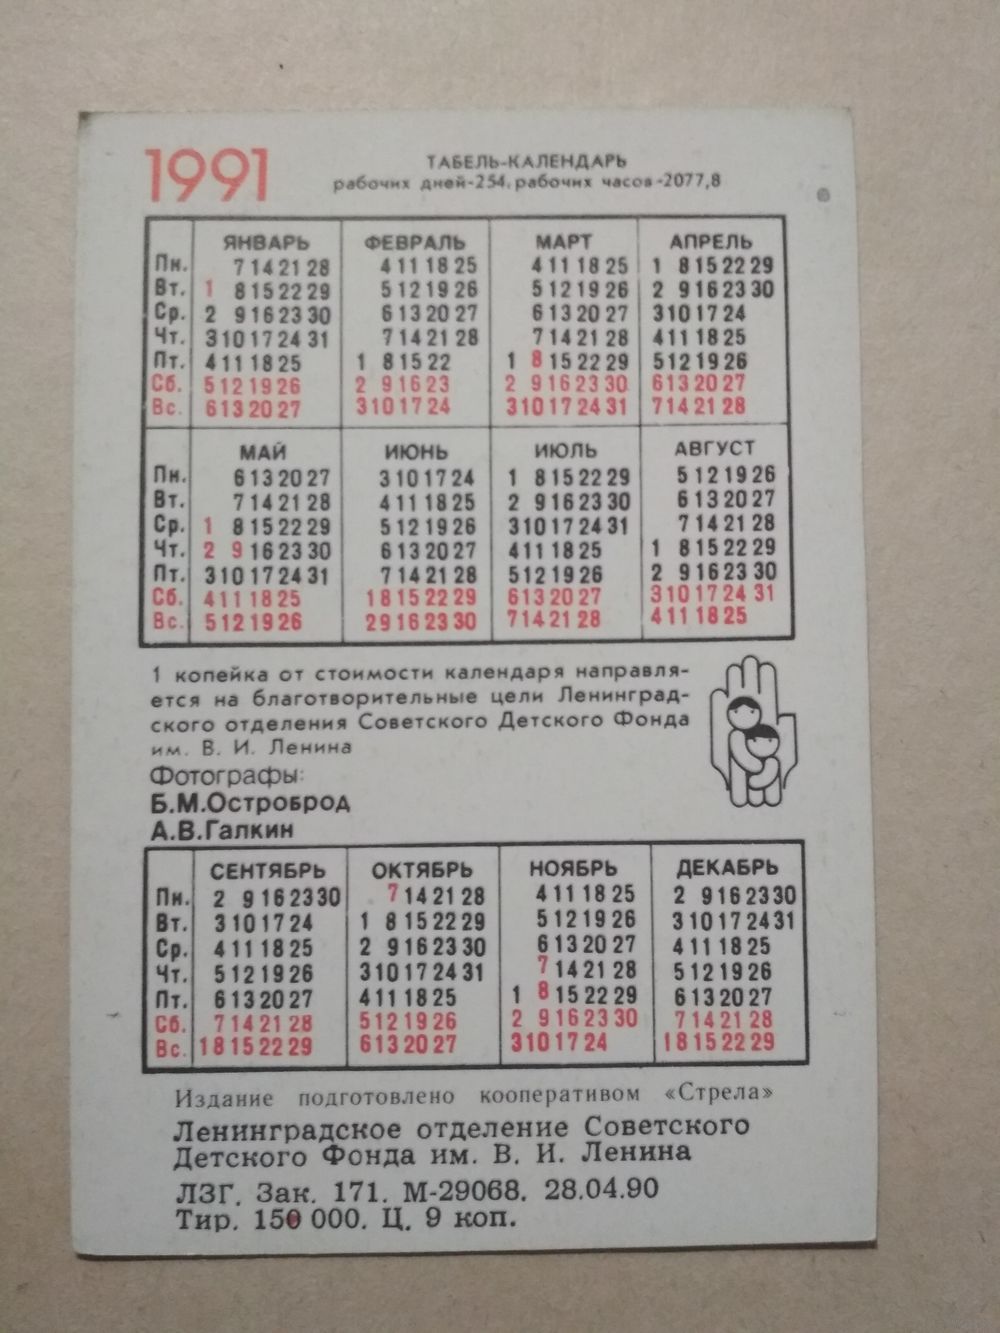 1991
ТАБЕЛЬ-КАЛЕНДАРЬ
рабочих дней-254, рабочих часов-2077,8
ЯНВАРЬ ФЕВРАЛЬ МАРТ АПРЕЛЬ
Пн. 7 14 21 28 4 11 18 25 4 11 18 25 1 8 15 22 29
Вт. 1 8 15 22 29 5 12 19 26 5 12 19 26 2 9 16 23 30
Ср. 2 9 16 23 30 6 13 20 27 6 13 20 27 3 10 17 24
Чт. 3 10 17 24 31 7 14 21 28 7 14 21 28 4 11 18 25
Пт. 4 11 18 25 1 8 15 22 1 8 15 22 29 5 12 19 26
Сб. 5 12 19 26 2 9 16 23 2 9 16 23 30 6 13 20 27
Вс. 6 13 20 27 3 10 17 24 3 10 17 24 31 7 14 21 28
МАЙ ИЮНЬ ИЮЛЬ АВГУСТ
Пн. 6 13 20 27 3 10 17 24 1 8 15 22 29 5 12 19 26
Вт. 7 14 21 28 4 11 18 25 2 9 16 23 30 6 13 20 27
Ср. 1 8 15 22 29 5 12 19 26 3 10 17 24 31 7 14 21 28
Чт. 2 9 16 23 30 6 13 20 27 4 11 18 25 1 8 15 22 29
Пт. 3 10 17 24 31 7 14 21 28 5 12 19 26 2 9 16 23 30
Сб. 4 11 18 25 1 8 15 22 29 6 13 20 27 3 10 17 24 31
Вс. 5 12 19 26 2 9 16 23 30 7 14 21 28 4 11 18 25
1 копейка от стоимости календаря направля-
ется на благотворительные цели Ленинград-
ского отделения Советского Детского Фонда
им. В. И. Ленина
Фотографы:
Б.М.Остроброд
А.В.Галкин
СЕНТЯБРЬ ОКТЯБРЬ НОЯБРЬ ДЕКАБРЬ
Пн. 2 9 16 23 30 7 14 21 28 4 11 18 25 2 9 16 23 30
Вт. 3 10 17 24 1 8 15 22 29 5 12 19 26 3 10 17 24 31
Ср. 4 11 18 25 2 9 16 23 30 6 13 20 27 4 11 18 25
Чт. 5 12 19 26 3 10 17 24 31 7 14 21 28 5 12 19 26
Пт. 6 13 20 27 4 11 18 25 1 8 15 22 29 6 13 20 27
Сб. 7 14 21 28 5 12 19 26 2 9 16 23 30 7 14 21 28
Вс. 1 8 15 22 29 6 13 20 27 3 10 17 24 1 8 15 22 29
Издание подготовлено кооперативом «Стрела»
Ленинградское отделение Советского
Детского Фонда им. В. И. Ленина
ЛЗГ. Зак. 171. М-29068. 28.04.90
Тир. 150 000. Ц. 9 коп.